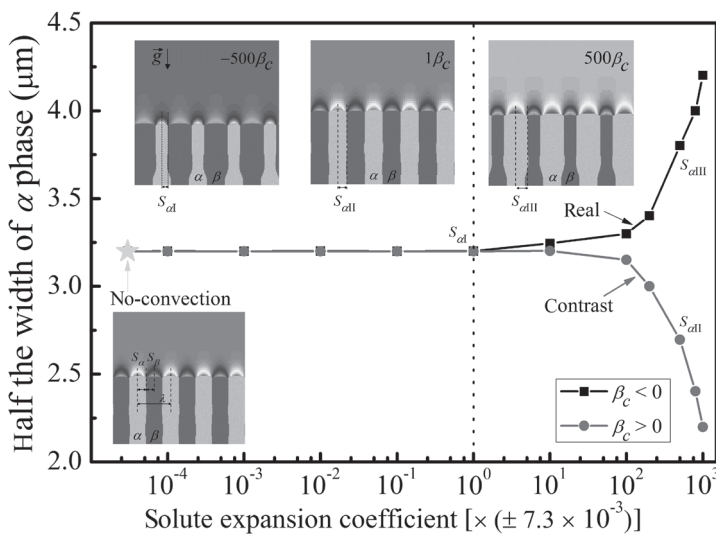 Half the width of α phase (μm)
4.5
4.0
3.5
3.0
2.5
2.0
g
−500β_c
α β
S_αI
1β_c
α β
S_αII
500β_c
α β
S_αIII
S_αI
S_αIII
Real
Contrast
S_αII
No-convection
S_α S_β
λ
α β
β_c < 0
β_c > 0
10^-4 10^-3 10^-2 10^-1 10^0 10^1 10^2 10^3
Solute expansion coefficient [× (± 7.3 × 10^-3)]